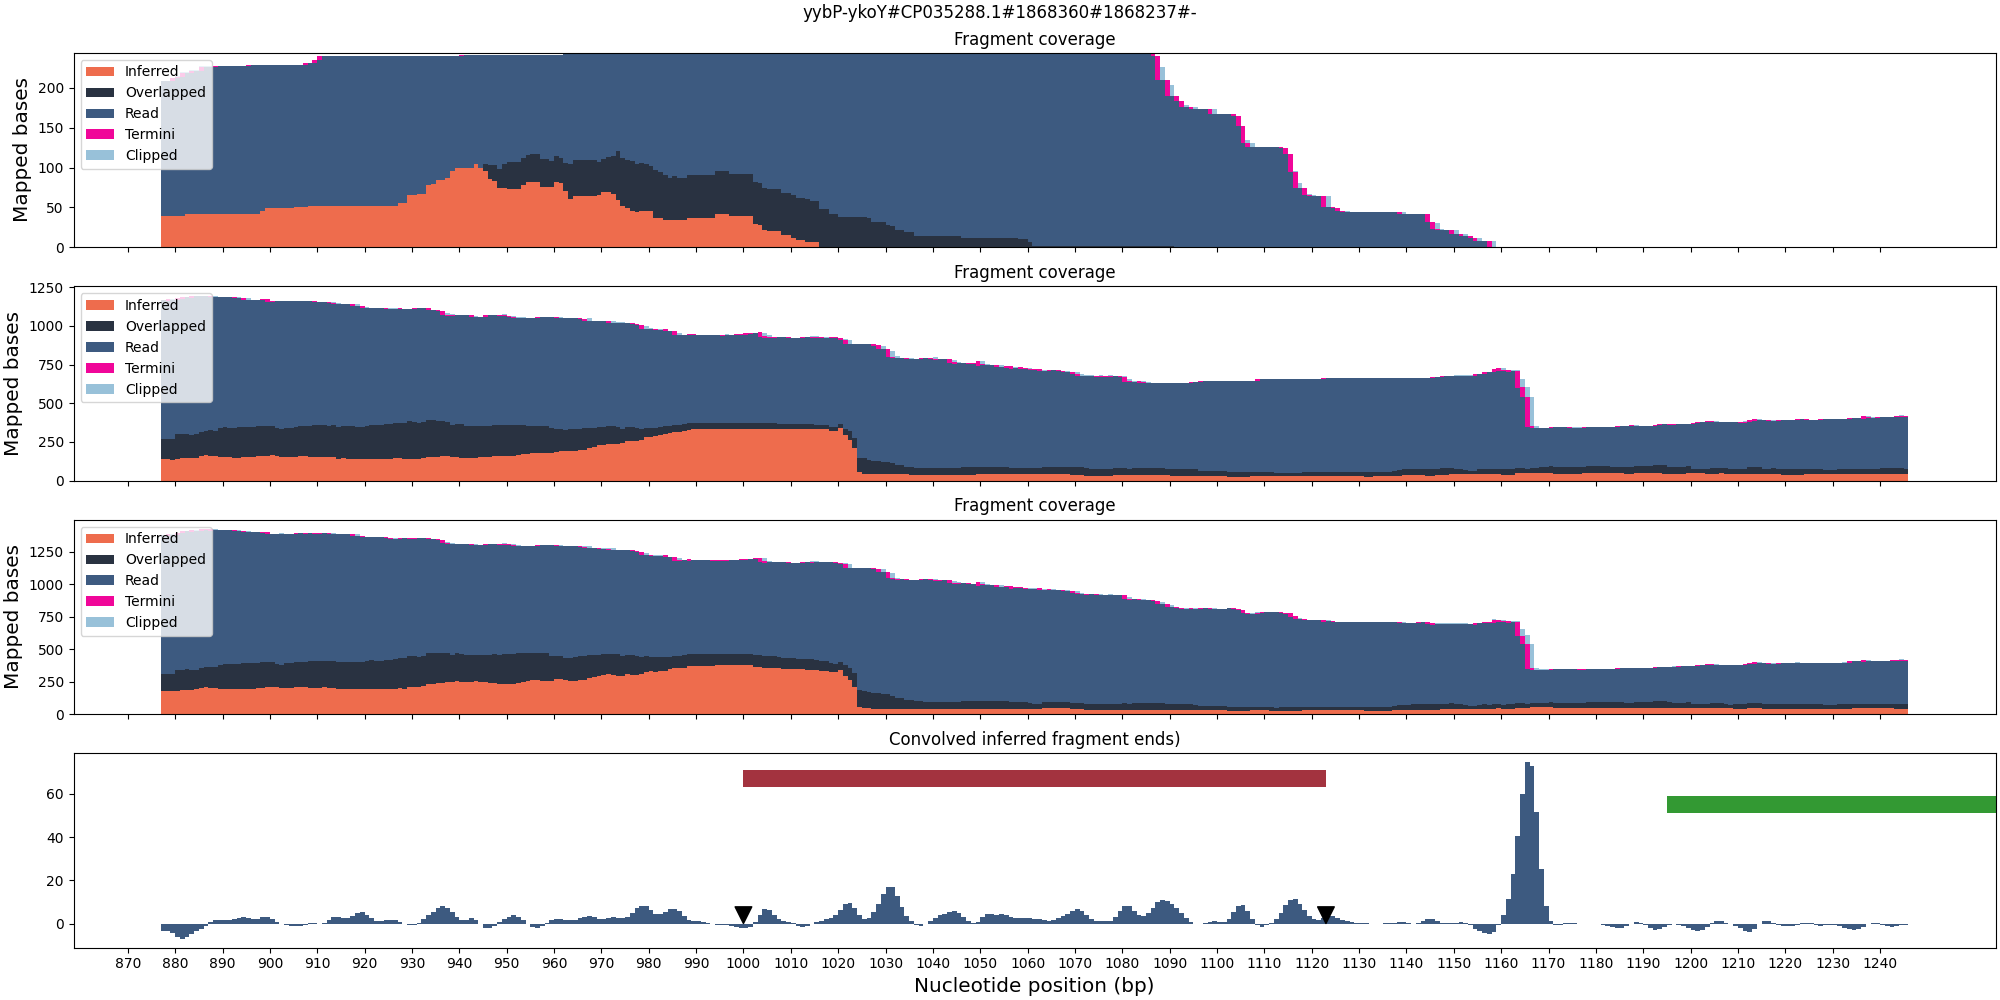 yybP-ykoY#CP035288.1#1868360#1868237#-
Fragment coverage
Mapped bases
200
150
100
50
0
Inferred
Overlapped
Read
Termini
Clipped
Fragment coverage
Mapped bases
1250
1000
750
500
250
0
Inferred
Overlapped
Read
Termini
Clipped
Fragment coverage
Mapped bases
1250
1000
750
500
250
0
Inferred
Overlapped
Read
Termini
Clipped
Convolved inferred fragment ends)
60
40
20
0
870 880 890 900 910 920 930 940 950 960 970 980 990 1000 1010 1020 1030 1040 1050 1060 1070 1080 1090 1100 1110 1120 1130 1140 1150 1160 1170 1180 1190 1200 1210 1220 1230 1240
Nucleotide position (bp)